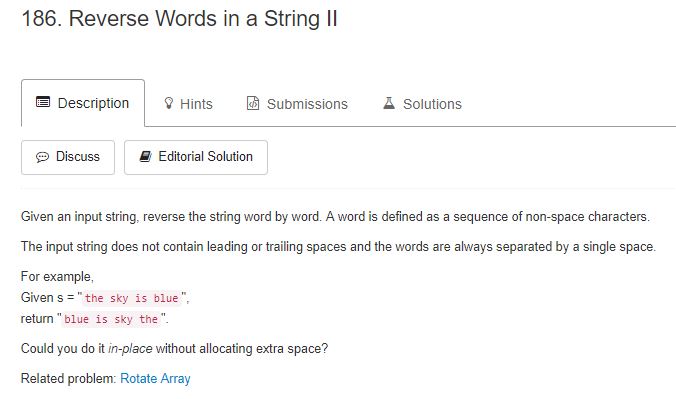 186. Reverse Words in a String II
Description Hints Submissions Solutions
Discuss Editorial Solution
Given an input string, reverse the string word by word. A word is defined as a sequence of non-space characters.
The input string does not contain leading or trailing spaces and the words are always separated by a single space.
For example,
Given s = "the sky is blue",
return "blue is sky the".
Could you do it in-place without allocating extra space?
Related problem: Rotate Array